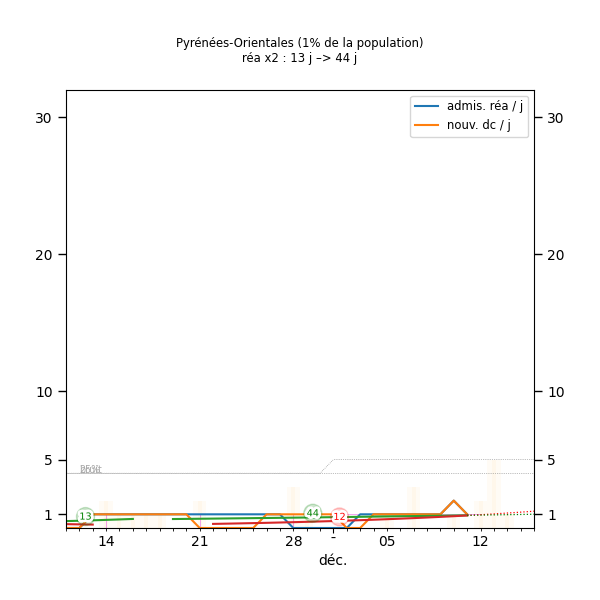 Pyrénées-Orientales (1% de la population)
réa x2 : 13 j –> 44 j
admis. réa / j
nouv. dc / j
30 30
20 20
10 10
5 5
1 1
13 44 12
14 21 28 - 05 12
déc.